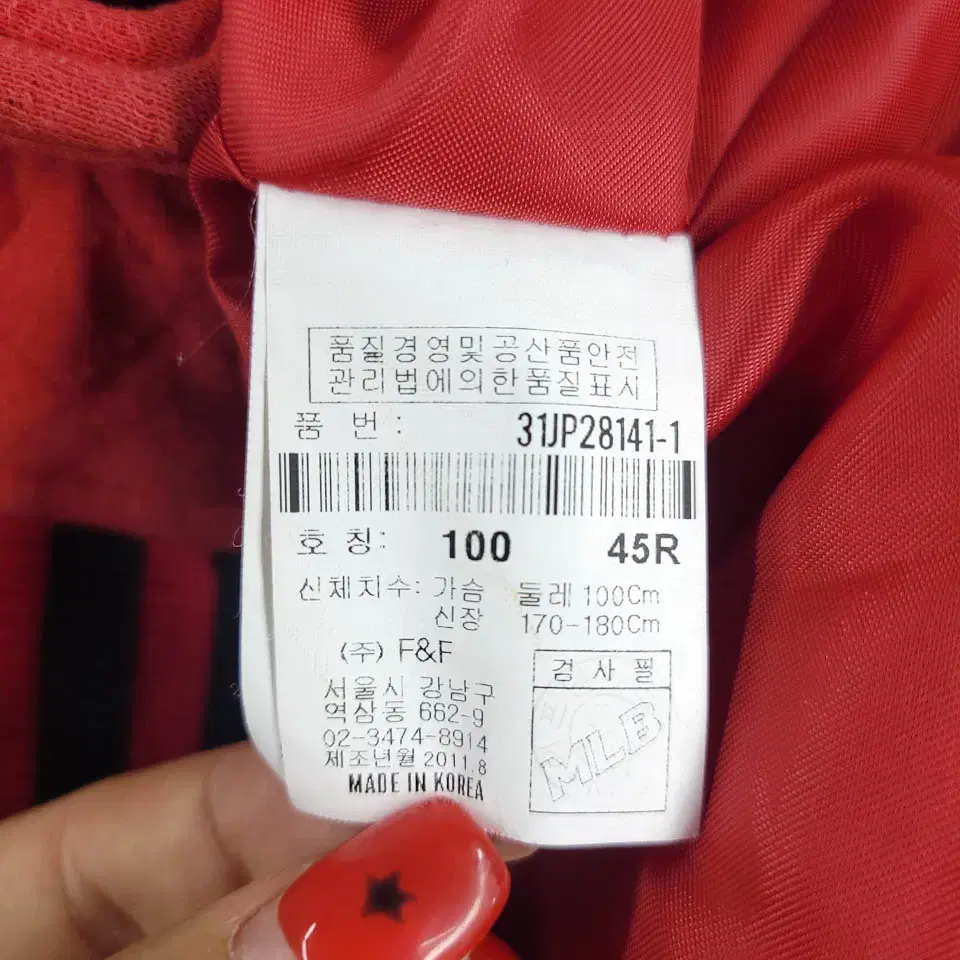 품질경영및공산품안전
관리법에의한품질표시
품 번 : 31JP28141-1
호 칭: 100 45R
신체치수: 가슴 둘레 100Cm
신장 170-180Cm
(주) F&F
서울시 강남구
역삼동 662-9
02-3474-8914
제조년월 2011.8
MADE IN KOREA
검 사 필
MLB